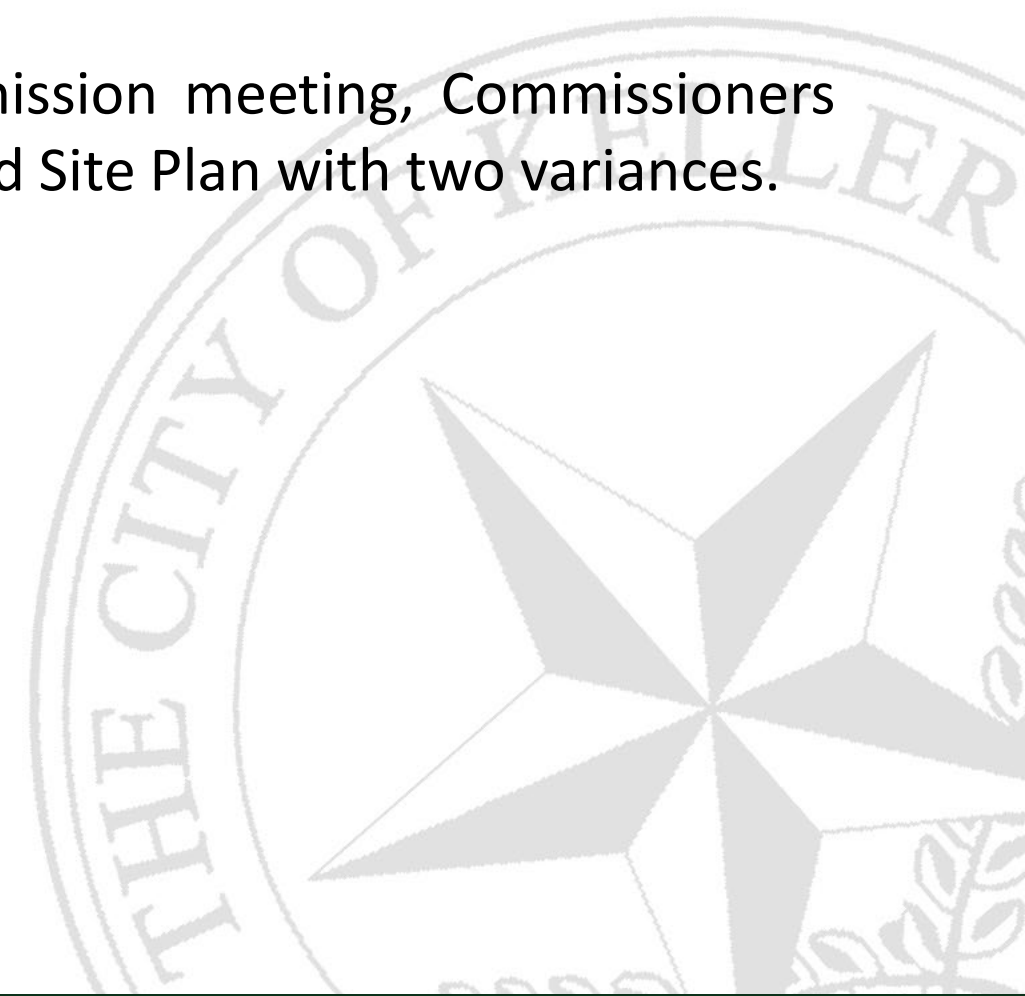 ission meeting, Commissioners
d Site Plan with two variances.
THE CITY OF KELLER